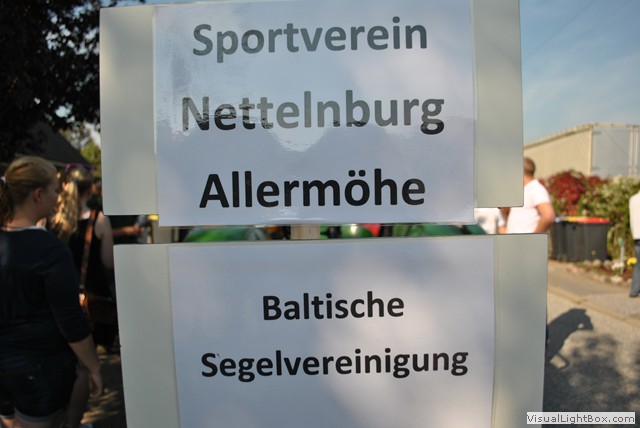 Sportverein
Nettelnburg
Allermöhe
Baltische
Segelvereinigung
VisualLightBox.com